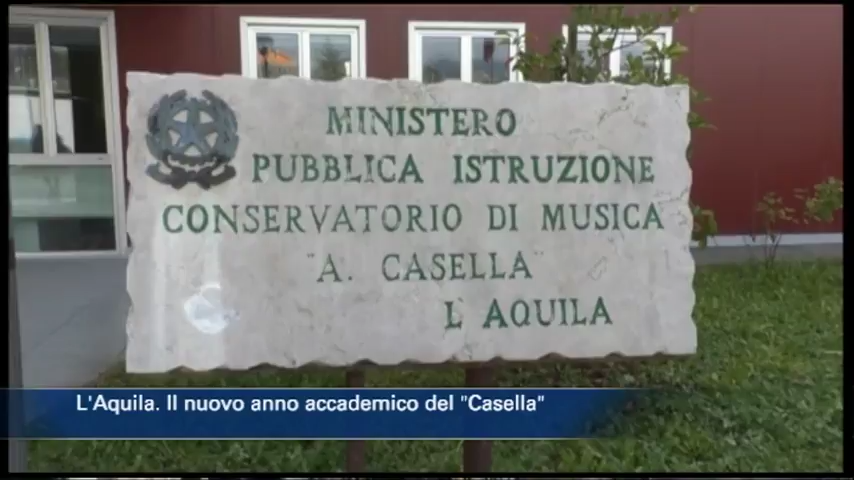 MINISTERO
PUBBLICA ISTRUZIONE
CONSERVATORIO DI MUSICA
"A. CASELLA"
L AQUILA
L'Aquila. Il nuovo anno accademico del "Casella"